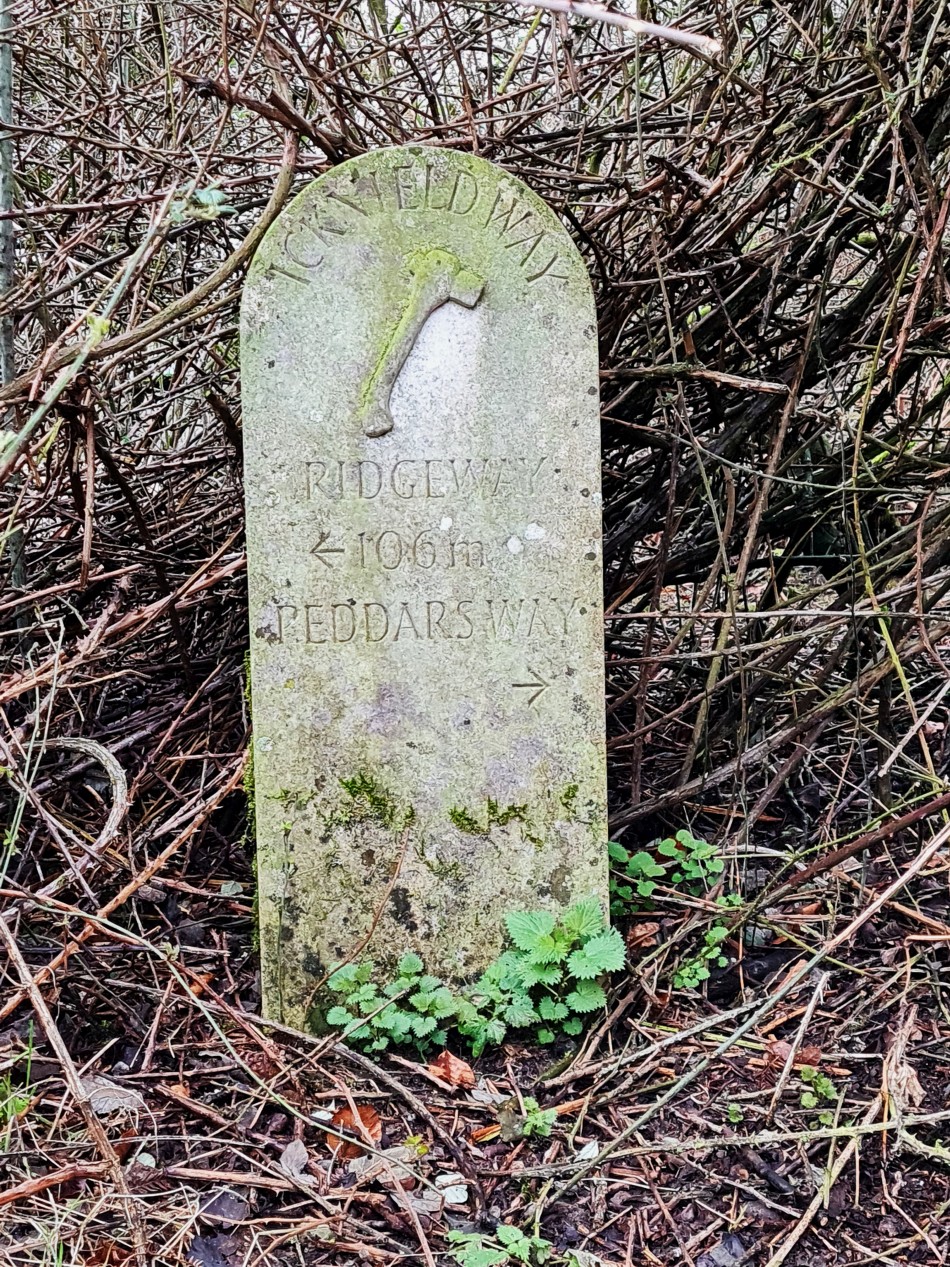 ICKNIELD WAY
RIDGEWAY
← 106m
PEDDARS WAY
→